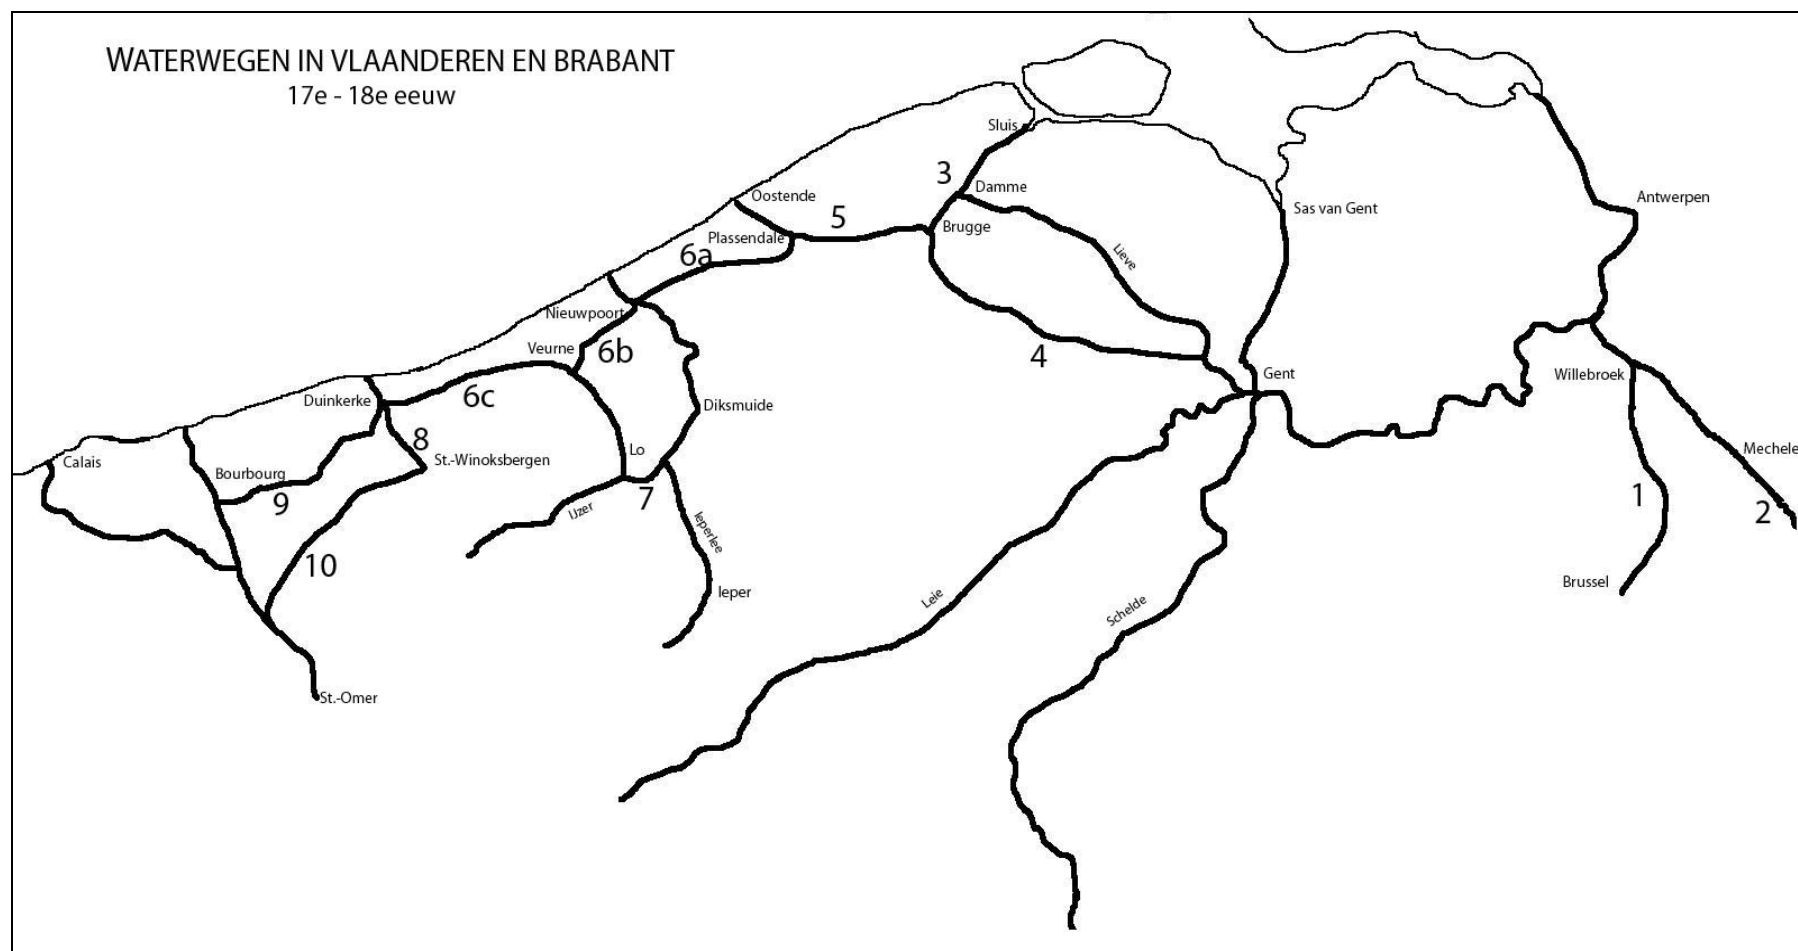 WATERWEGEN IN VLAANDEREN EN BRABANT
17e - 18e eeuw
Sluis
3
Damme
Oostende
5
Brugge
Sas van Gent
Antwerpen
Plassendale
6a
Lieve
Nieuwpoort
Veurne
6b
4
Gent
Willebroek
Duinkerke
6c
Diksmuide
8
Calais
Bourbourg
St.-Winoksbergen
Lo
Mechele
9
7
IJzer
Ieperlee
1
2
10
Ieper
Leie
Schelde
Brussel
St.-Omer